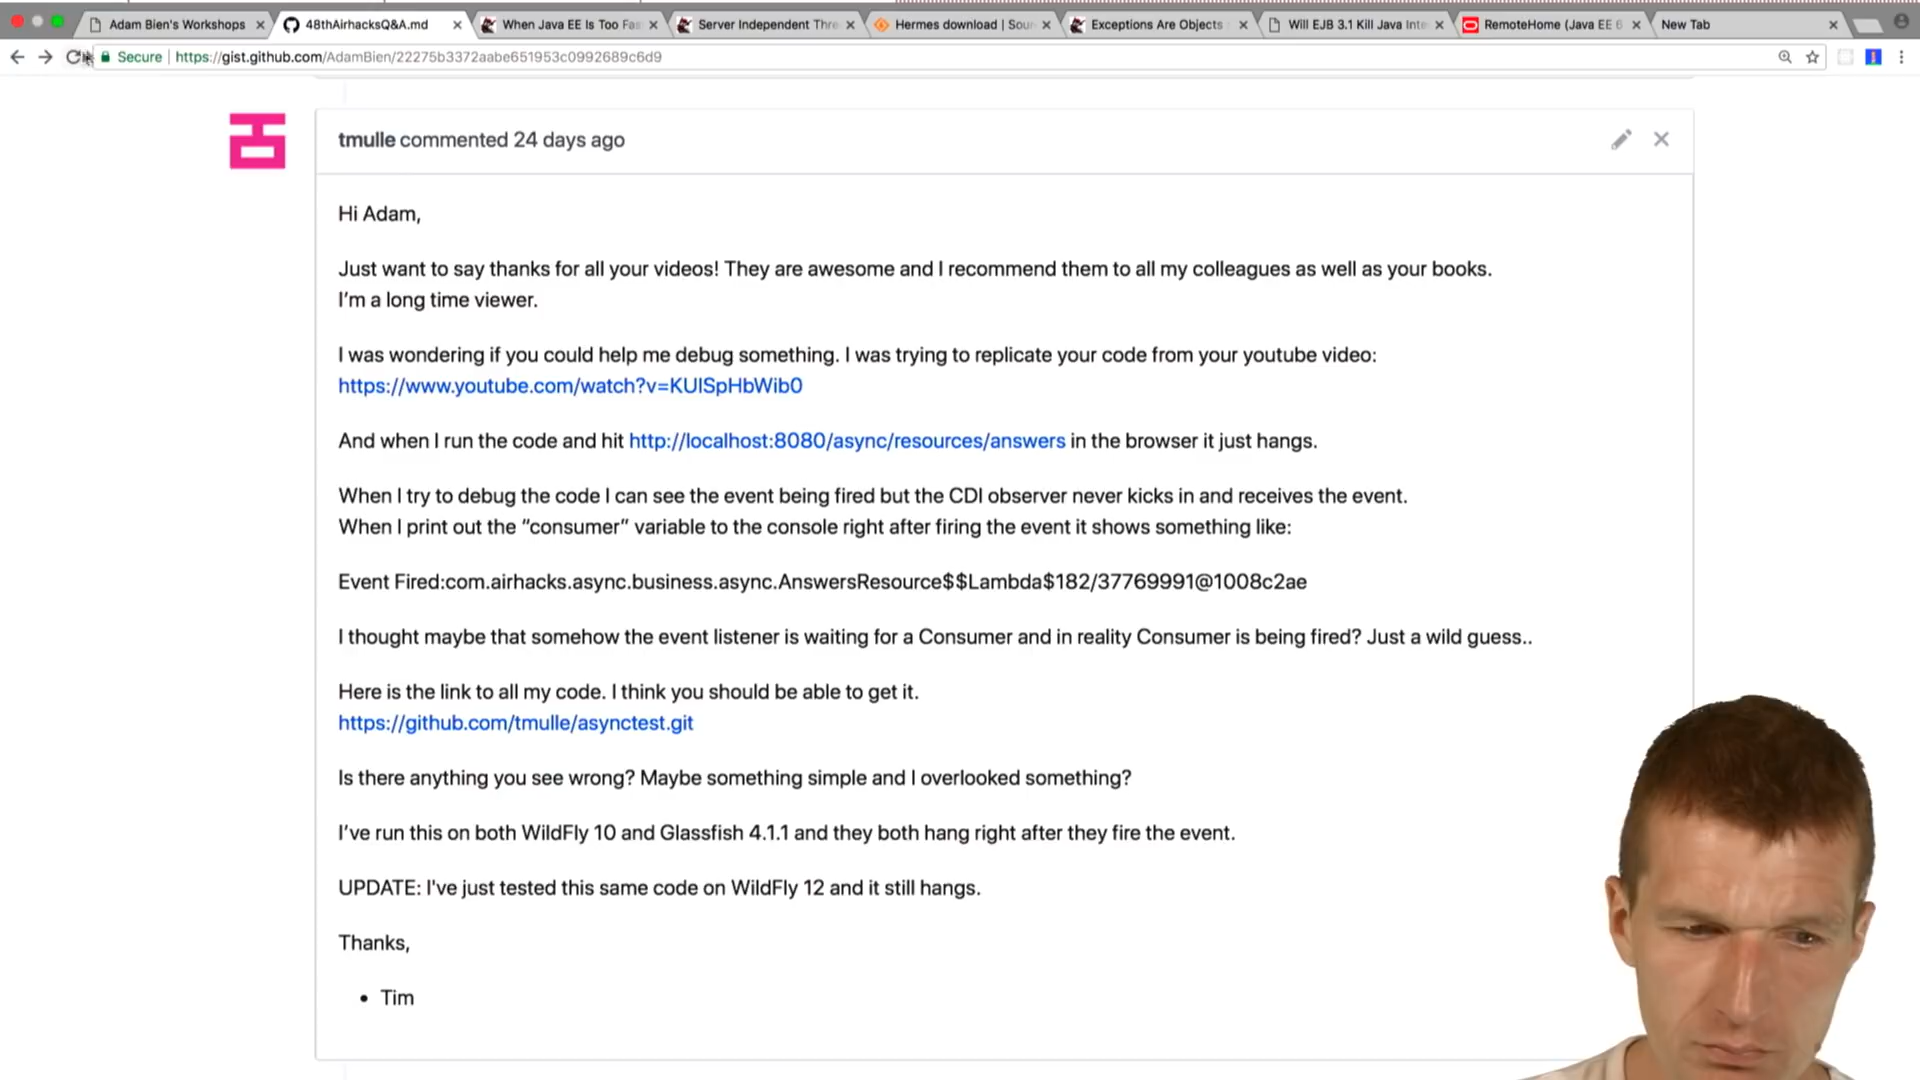 Adam Bien's Workshops
48thAirhacksQ&A.md
When Java EE Is Too Fas
Server Independent Thre
Hermes download | Sour
Exceptions Are Objects
Will EJB 3.1 Kill Java Inte
RemoteHome (Java EE 6
New Tab
Secure https://gist.github.com/AdamBien/22275b3372aabe651953c0992689c6d9
tmulle commented 24 days ago
Hi Adam,
Just want to say thanks for all your videos! They are awesome and I recommend them to all my colleagues as well as your books.
I'm a long time viewer.
I was wondering if you could help me debug something. I was trying to replicate your code from your youtube video:
https://www.youtube.com/watch?v=KUISpHbWib0
And when I run the code and hit http://localhost:8080/async/resources/answers in the browser it just hangs.
When I try to debug the code I can see the event being fired but the CDI observer never kicks in and receives the event.
When I print out the “consumer” variable to the console right after firing the event it shows something like:
Event Fired:com.airhacks.async.business.async.AnswersResource$$Lambda$182/37769991@1008c2ae
I thought maybe that somehow the event listener is waiting for a Consumer and in reality Consumer is being fired? Just a wild guess..
Here is the link to all my code. I think you should be able to get it.
https://github.com/tmulle/asynctest.git
Is there anything you see wrong? Maybe something simple and I overlooked something?
I've run this on both WildFly 10 and Glassfish 4.1.1 and they both hang right after they fire the event.
UPDATE: I've just tested this same code on WildFly 12 and it still hangs.
Thanks,
• Tim